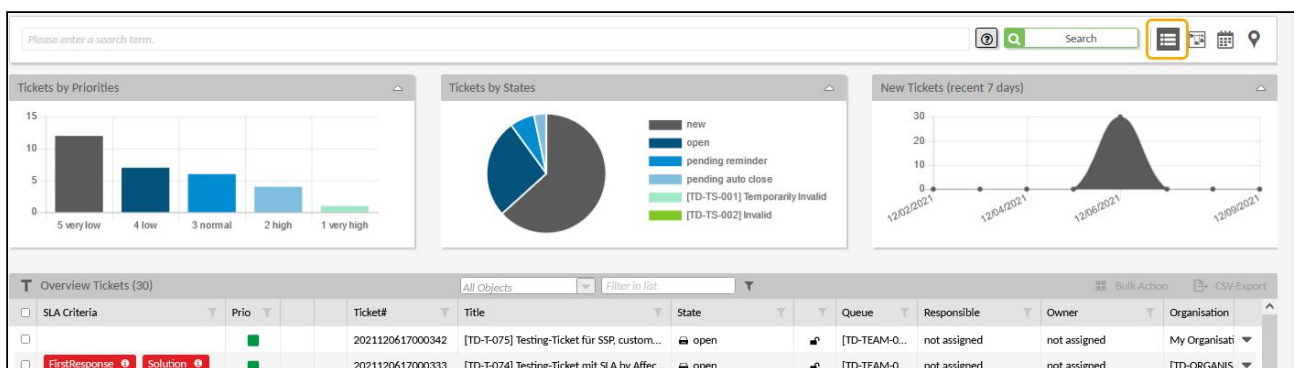 Please enter a search term.
Search
Tickets by Priorities
15
10
5
0
5 very low 4 low 3 normal 2 high 1 very high
Tickets by States
new
open
pending reminder
pending auto close
[TD-TS-001] Temporarily Invalid
[TD-TS-002] Invalid
New Tickets (recent 7 days)
30
20
10
0
12/02/2021 12/04/2021 12/06/2021 12/09/2021
T Overview Tickets (30) All Objects Filter in list Bulk Action CSV-Export
SLA Criteria Prio Ticket# Title State Queue Responsible Owner Organisation
2021120617000342 [TD-T-075] Testing-Ticket für SSP, custom... open [TD-TEAM-0... not assigned not assigned My Organisati
FirstResponse Solution 2021120617000333 [TD-T-074] Testing-Ticket mit SLA by Affec... open [TD-TEAM-0... not assigned not assigned [TD-ORGANIS